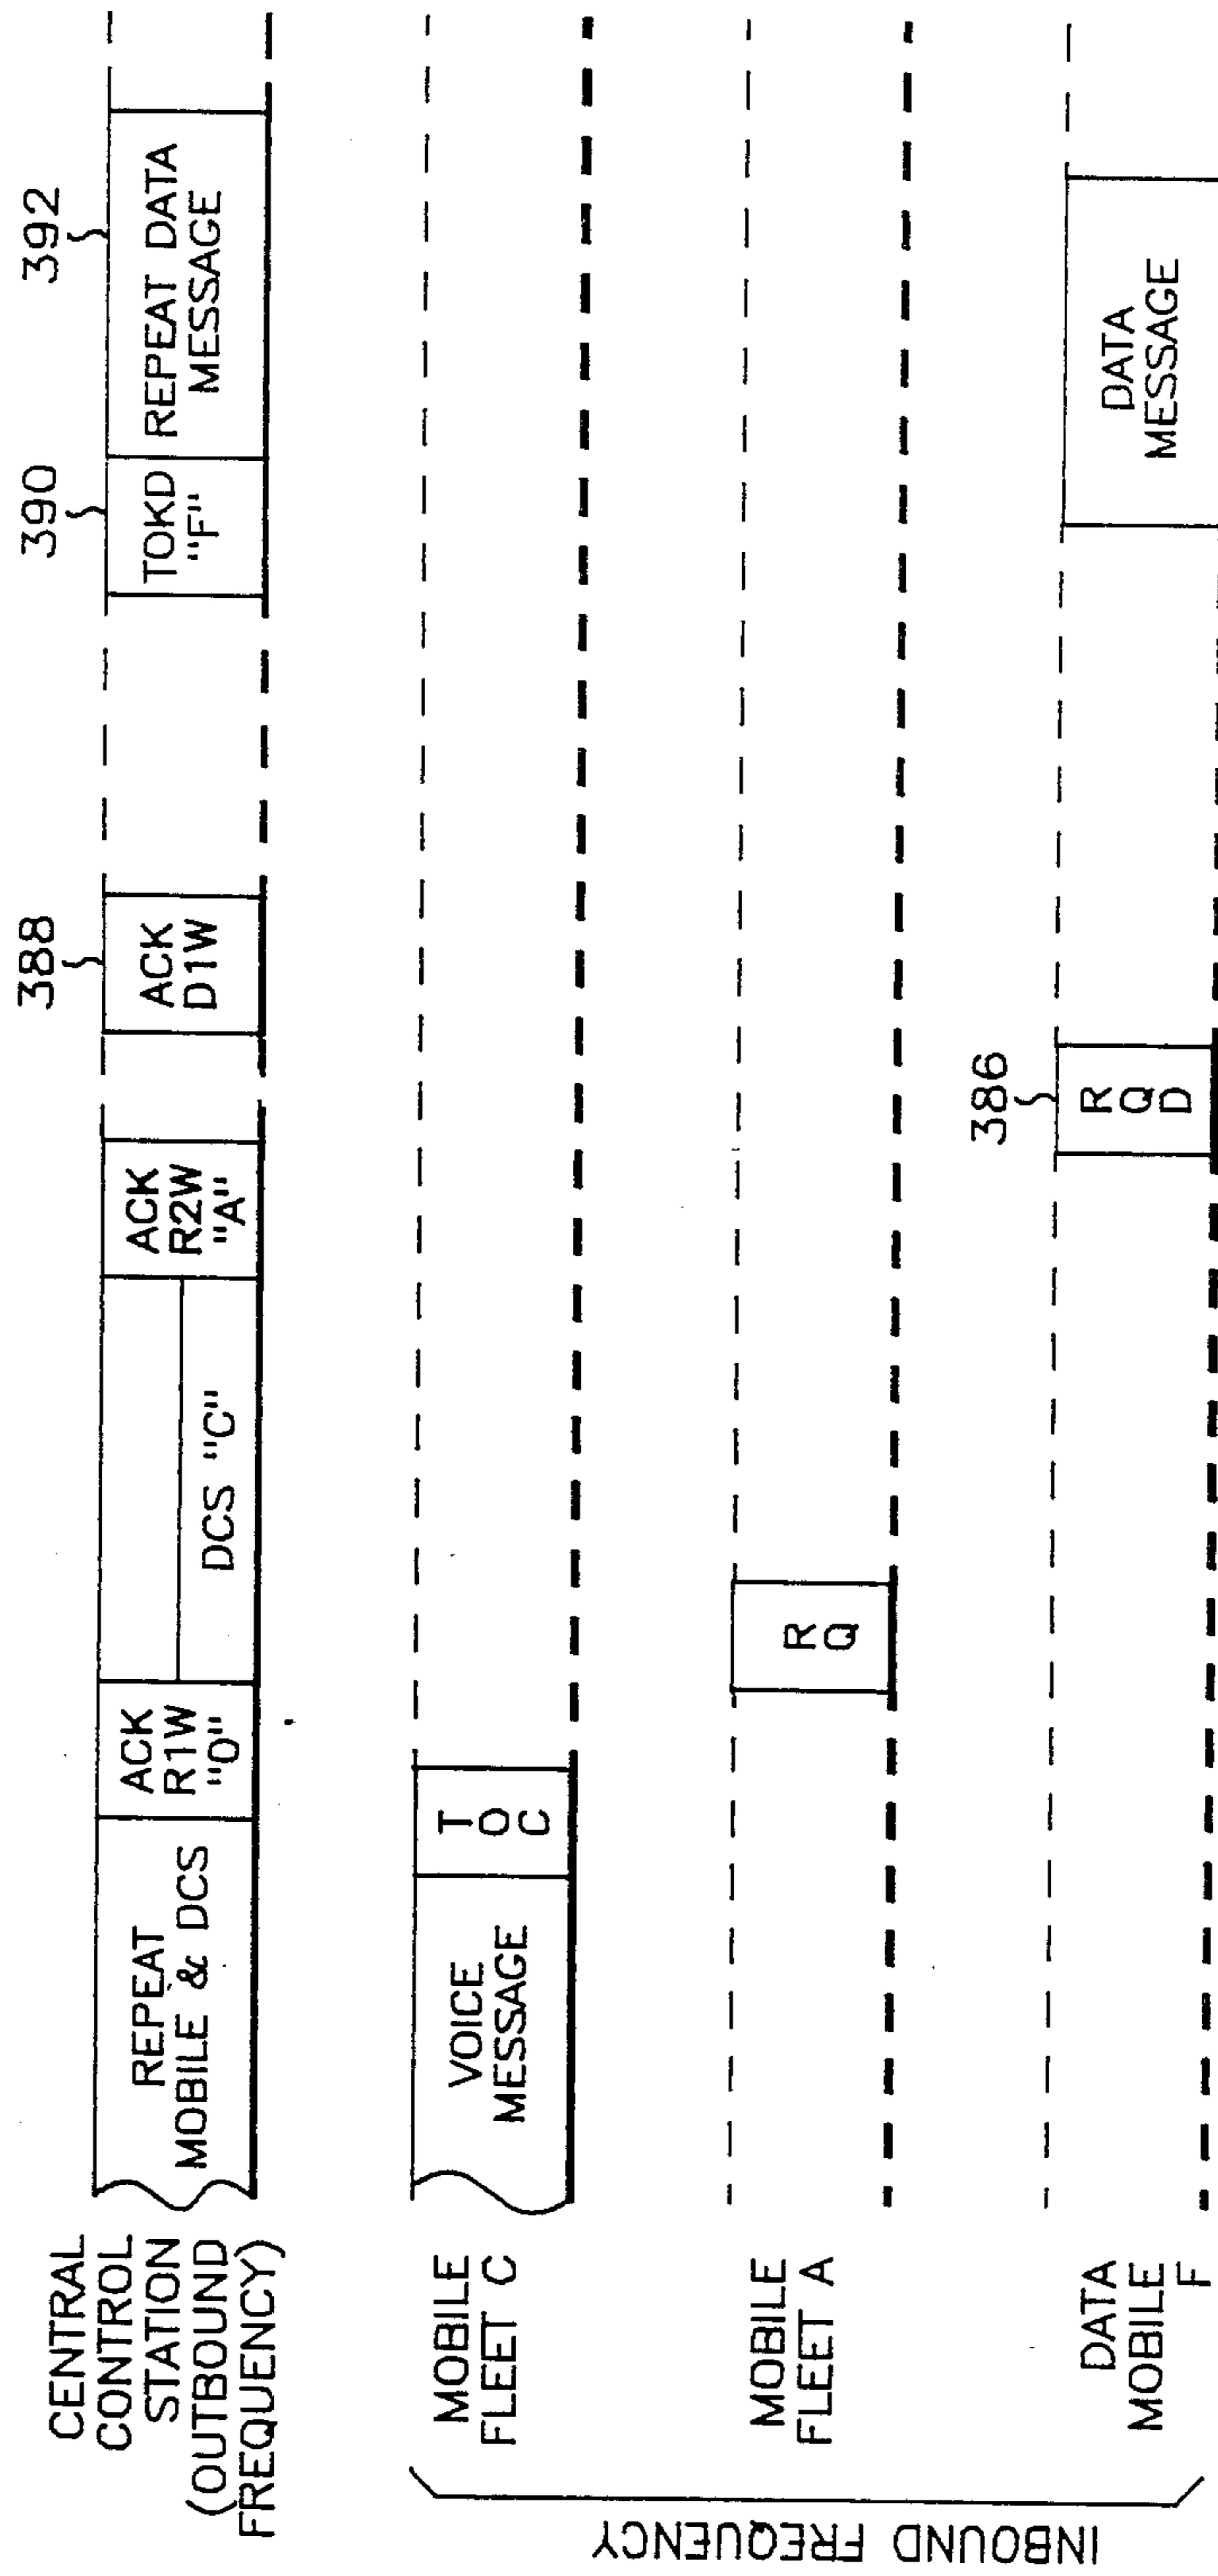 CENTRAL
CONTROL
STATION
(OUTBOUND
FREQUENCY)
REPEAT
MOBILE & DCS
ACK
R1W
"0"
DCS "C"
ACK
R2W
"A"
388
ACK
D1W
390
TOKD
"F"
392
REPEAT DATA
MESSAGE
INBOUND FREQUENCY
MOBILE
FLEET C
VOICE
MESSAGE
T
O
C
MOBILE
FLEET A
R
Q
DATA
MOBILE
F
386
R
Q
D
DATA
MESSAGE